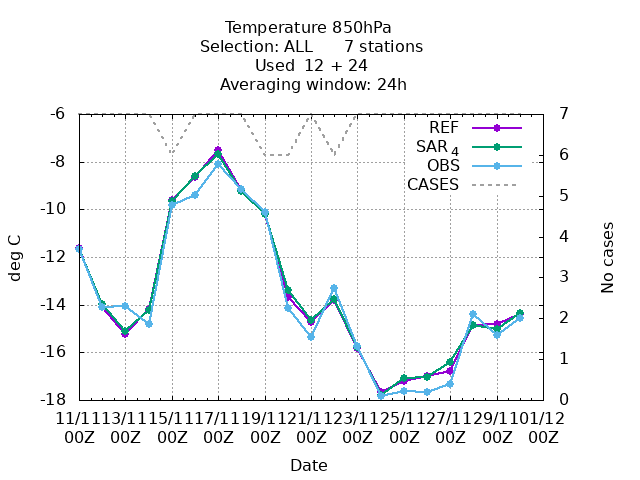 Temperature 850hPa
Selection: ALL 7 stations
Used 12 + 24
Averaging window: 24h
REF
SAR 4
OBS
CASES
-6
-8
-10
-12
-14
-16
-18
7
6
5
4
3
2
1
0
deg C
No cases
11/11 13/11 15/11 17/11 19/11 21/11 23/11 25/11 27/11 29/11 01/12
00Z 00Z 00Z 00Z 00Z 00Z 00Z 00Z 00Z 00Z 00Z
Date